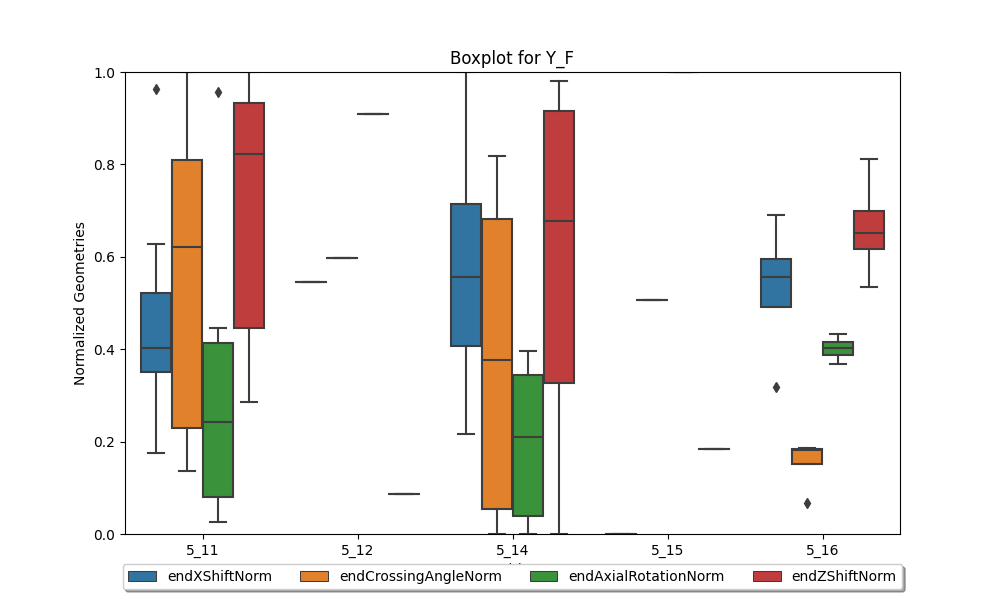 Boxplot for Y_F
1.0
0.8
0.6
0.4
0.2
0.0
Normalized Geometries
5_11 5_12 5_14 5_15 5_16
endXShiftNorm endCrossingAngleNorm endAxialRotationNorm endZShiftNorm